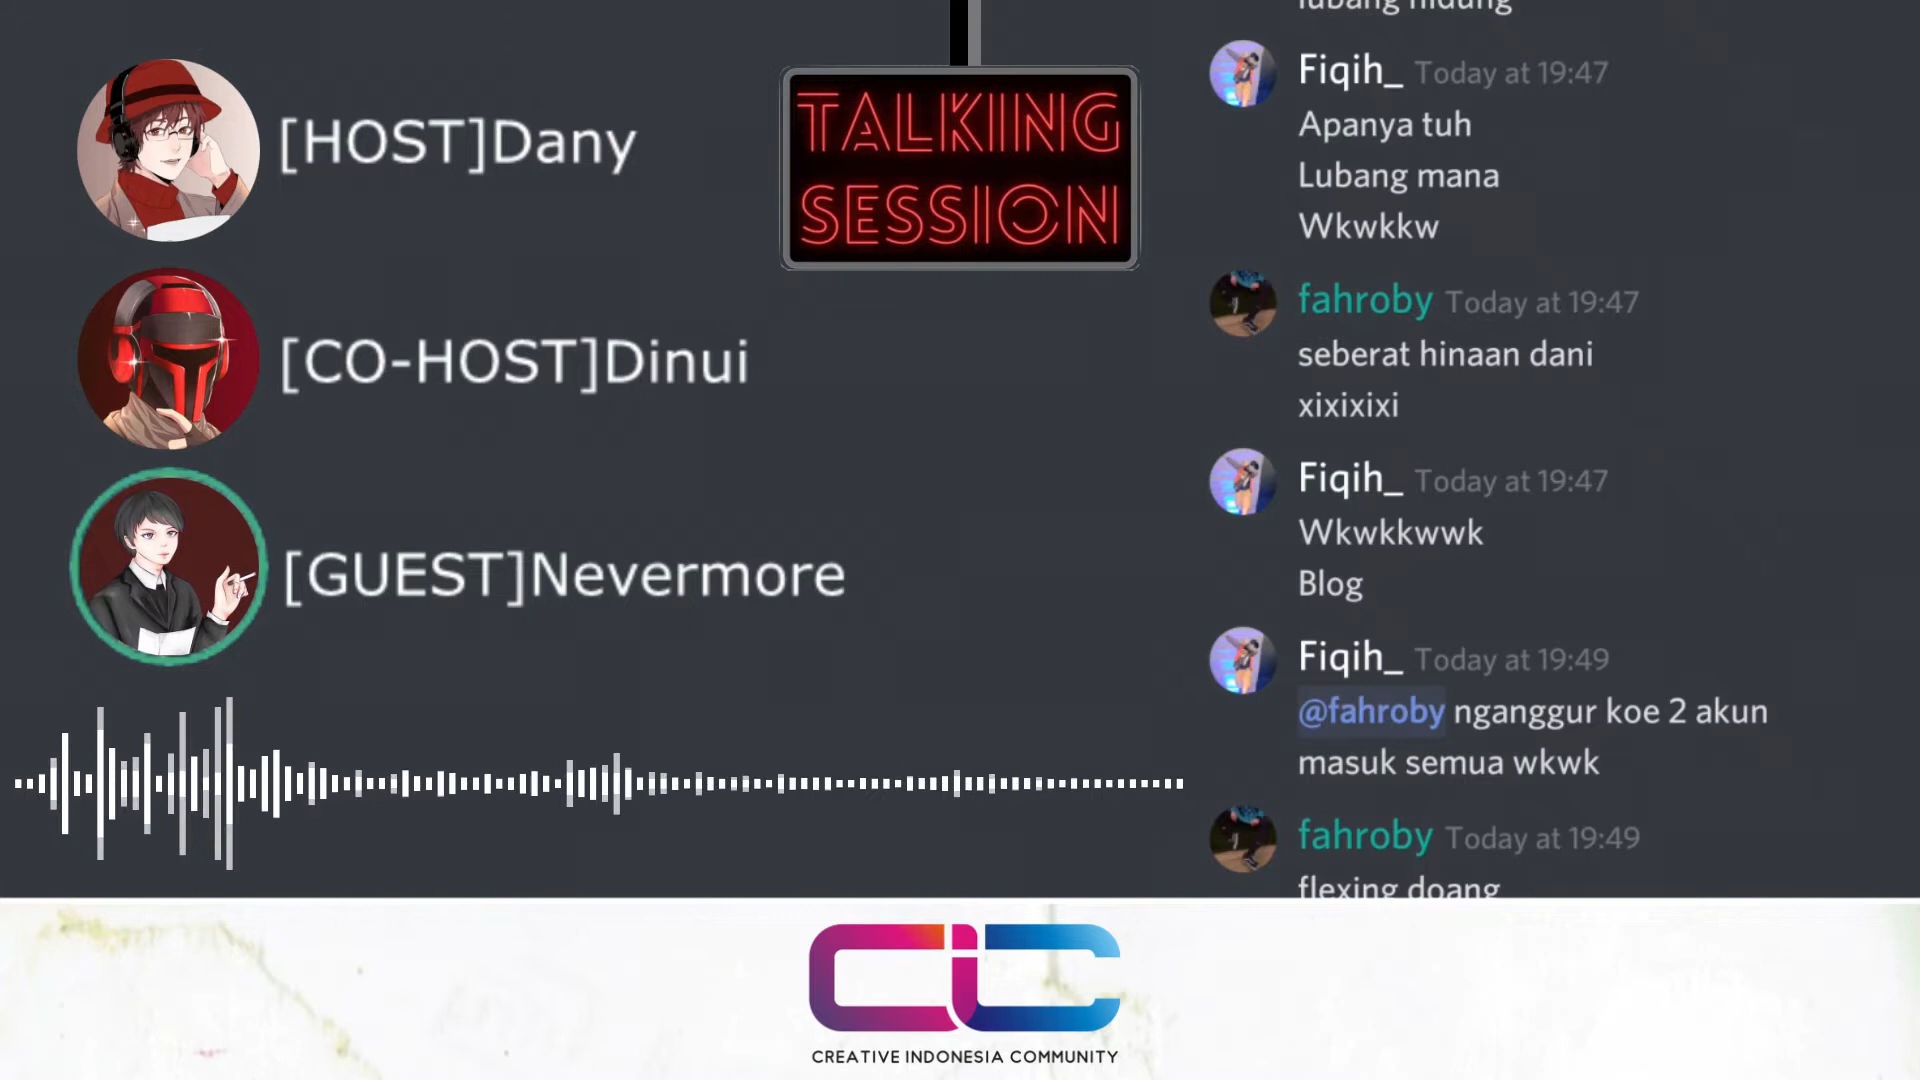 [HOST]Dany
[CO-HOST]Dinui
[GUEST]Nevermore
TALKING
SESSION
lubang hidung
Fiqih_ Today at 19:47
Apanya tuh
Lubang mana
Wkwkkw
fahroby Today at 19:47
seberat hinaan dani
xixixixi
Fiqih_ Today at 19:47
Wkwkkwwk
Blog
Fiqih_ Today at 19:49
@fahroby nganggur koe 2 akun
masuk semua wkwk
fahroby Today at 19:49
flexing doang
CiC
CREATIVE INDONESIA COMMUNITY